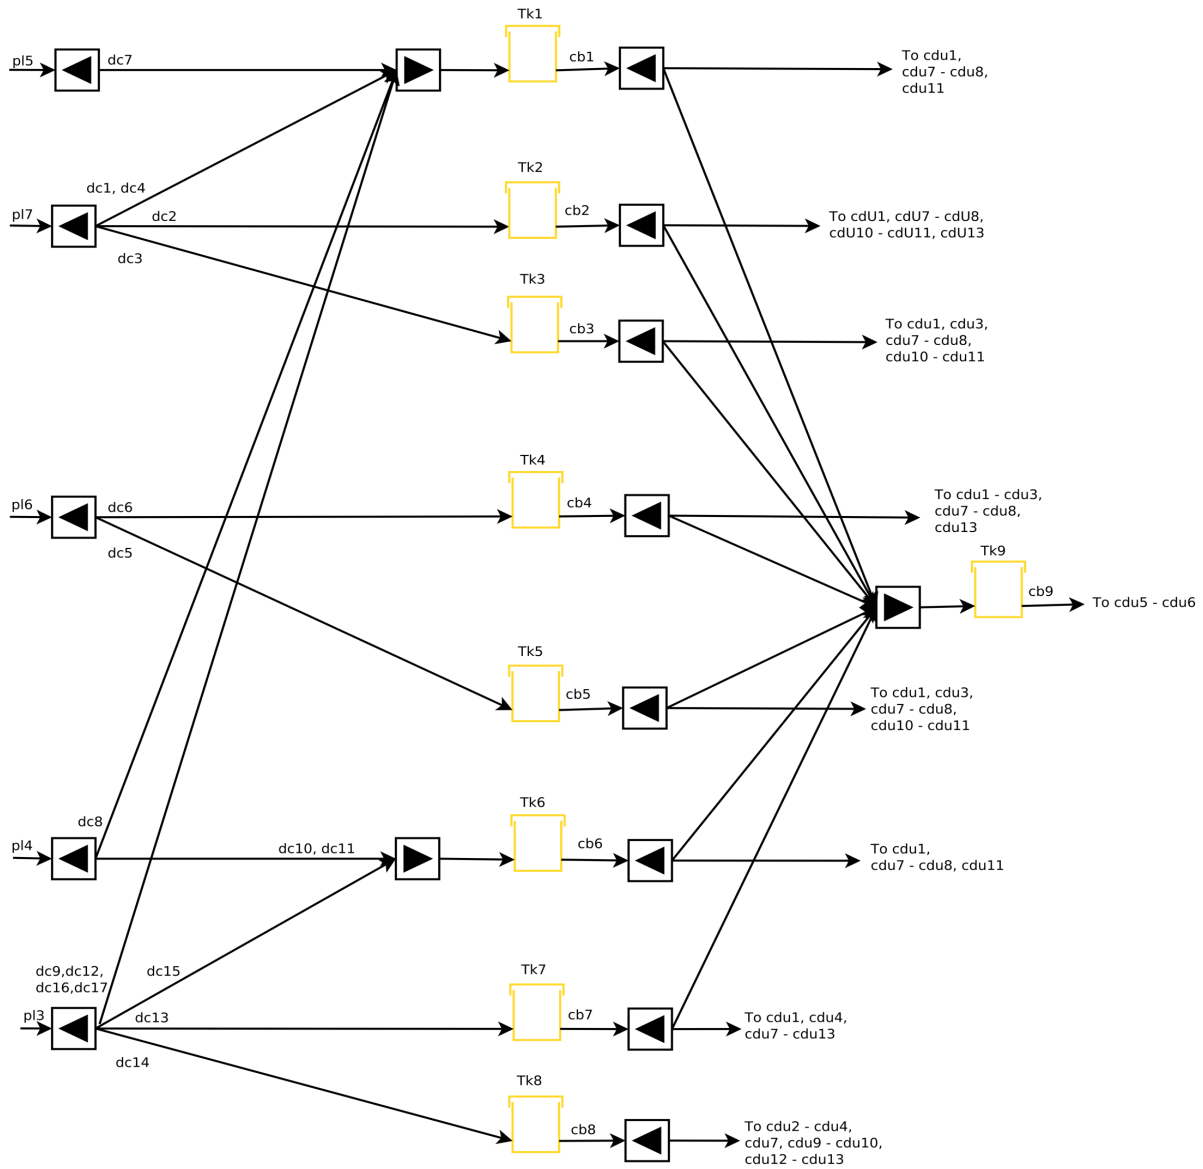 Tk1
pl5
dc7
cb1
To cdu1,
cdu7 - cdu8,
cdu11
Tk2
dc1, dc4
pl7
dc2
cb2
To cdU1, cdU7 - cdU8,
cdU10 - cdU11, cdU13
dc3
Tk3
cb3
To cdu1, cdu3,
cdu7 - cdu8,
cdu10 - cdu11
Tk4
pl6
dc6
cb4
To cdu1 - cdu3,
cdu7 - cdu8,
cdu13
dc5
Tk9
cb9
To cdu5 - cdu6
Tk5
cb5
To cdu1, cdu3,
cdu7 - cdu8,
cdu10 - cdu11
Tk6
dc8
pl4
dc10, dc11
cb6
To cdu1,
cdu7 - cdu8, cdu11
Tk7
dc9,dc12,
dc16,dc17
dc15
pl3
dc13
cb7
To cdu1, cdu4,
cdu7 - cdu13
dc14
Tk8
cb8
To cdu2 - cdu4,
cdu7, cdu9 - cdu10,
cdu12 - cdu13